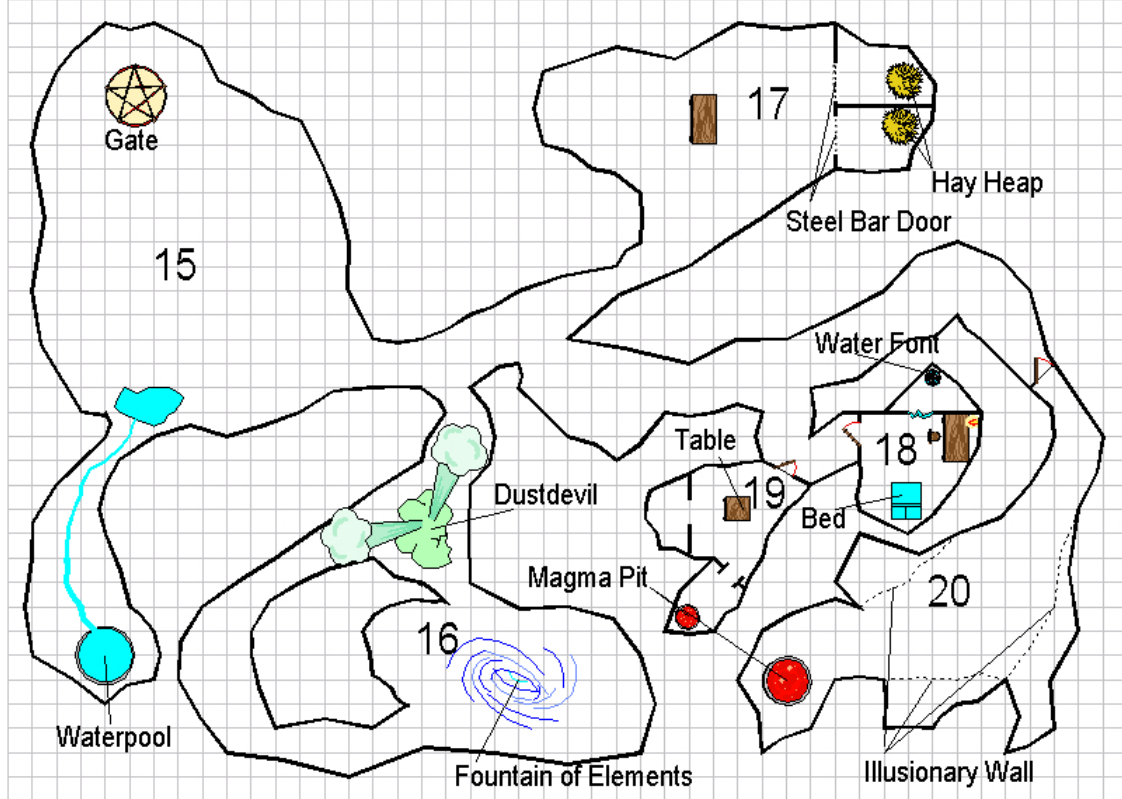 17
Gate
Hay Heap
Steel Bar Door
15
Water Font
Table
18
19
Dustdevil
Bed
Magma Pit
20
16
Waterpool
Fountain of Elements
Illusionary Wall